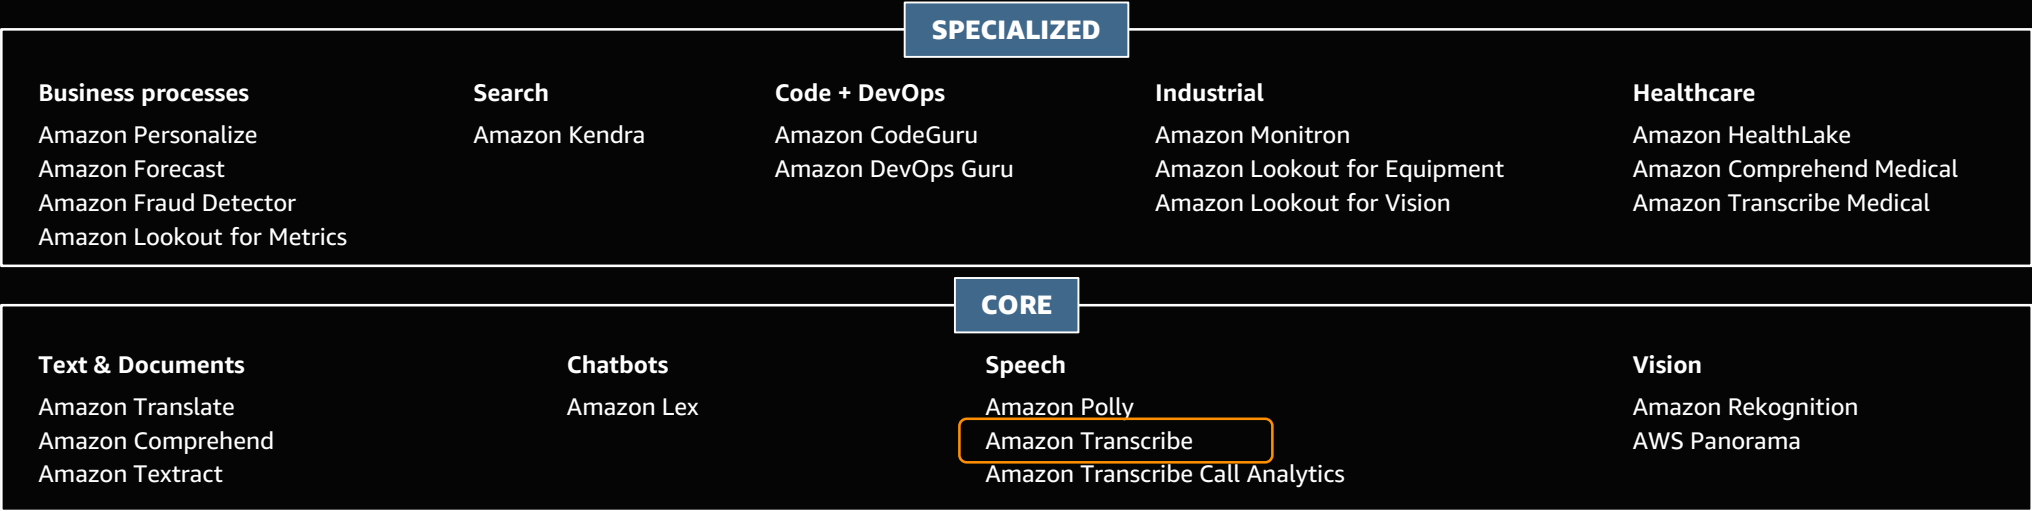 SPECIALIZED
Business processes
Amazon Personalize
Amazon Forecast
Amazon Fraud Detector
Amazon Lookout for Metrics
Search
Amazon Kendra
Code + DevOps
Amazon CodeGuru
Amazon DevOps Guru
Industrial
Amazon Monitron
Amazon Lookout for Equipment
Amazon Lookout for Vision
Healthcare
Amazon HealthLake
Amazon Comprehend Medical
Amazon Transcribe Medical
CORE
Text & Documents
Amazon Translate
Amazon Comprehend
Amazon Textract
Chatbots
Amazon Lex
Speech
Amazon Polly
Amazon Transcribe
Amazon Transcribe Call Analytics
Vision
Amazon Rekognition
AWS Panorama